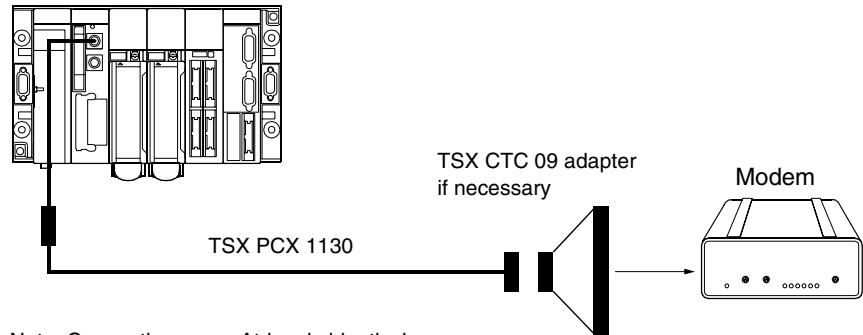 TSX CTC 09 adapter
if necessary
Modem
TSX PCX 1130